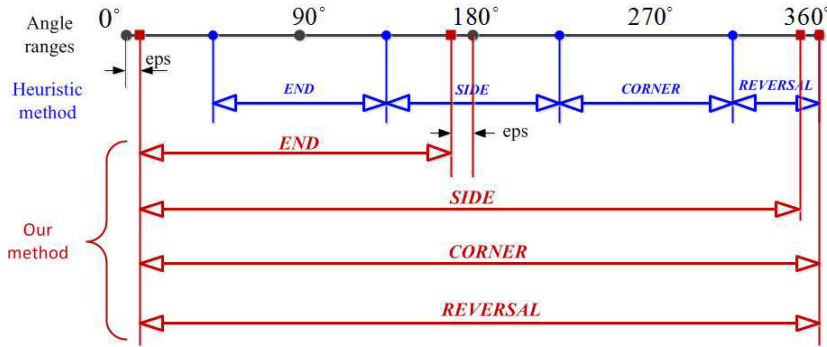 0° 90° 180° 270° 360°
Angle
ranges
eps
Heuristic
method
END SIDE CORNER REVERSAL
eps
END
SIDE
Our
method
CORNER
REVERSAL